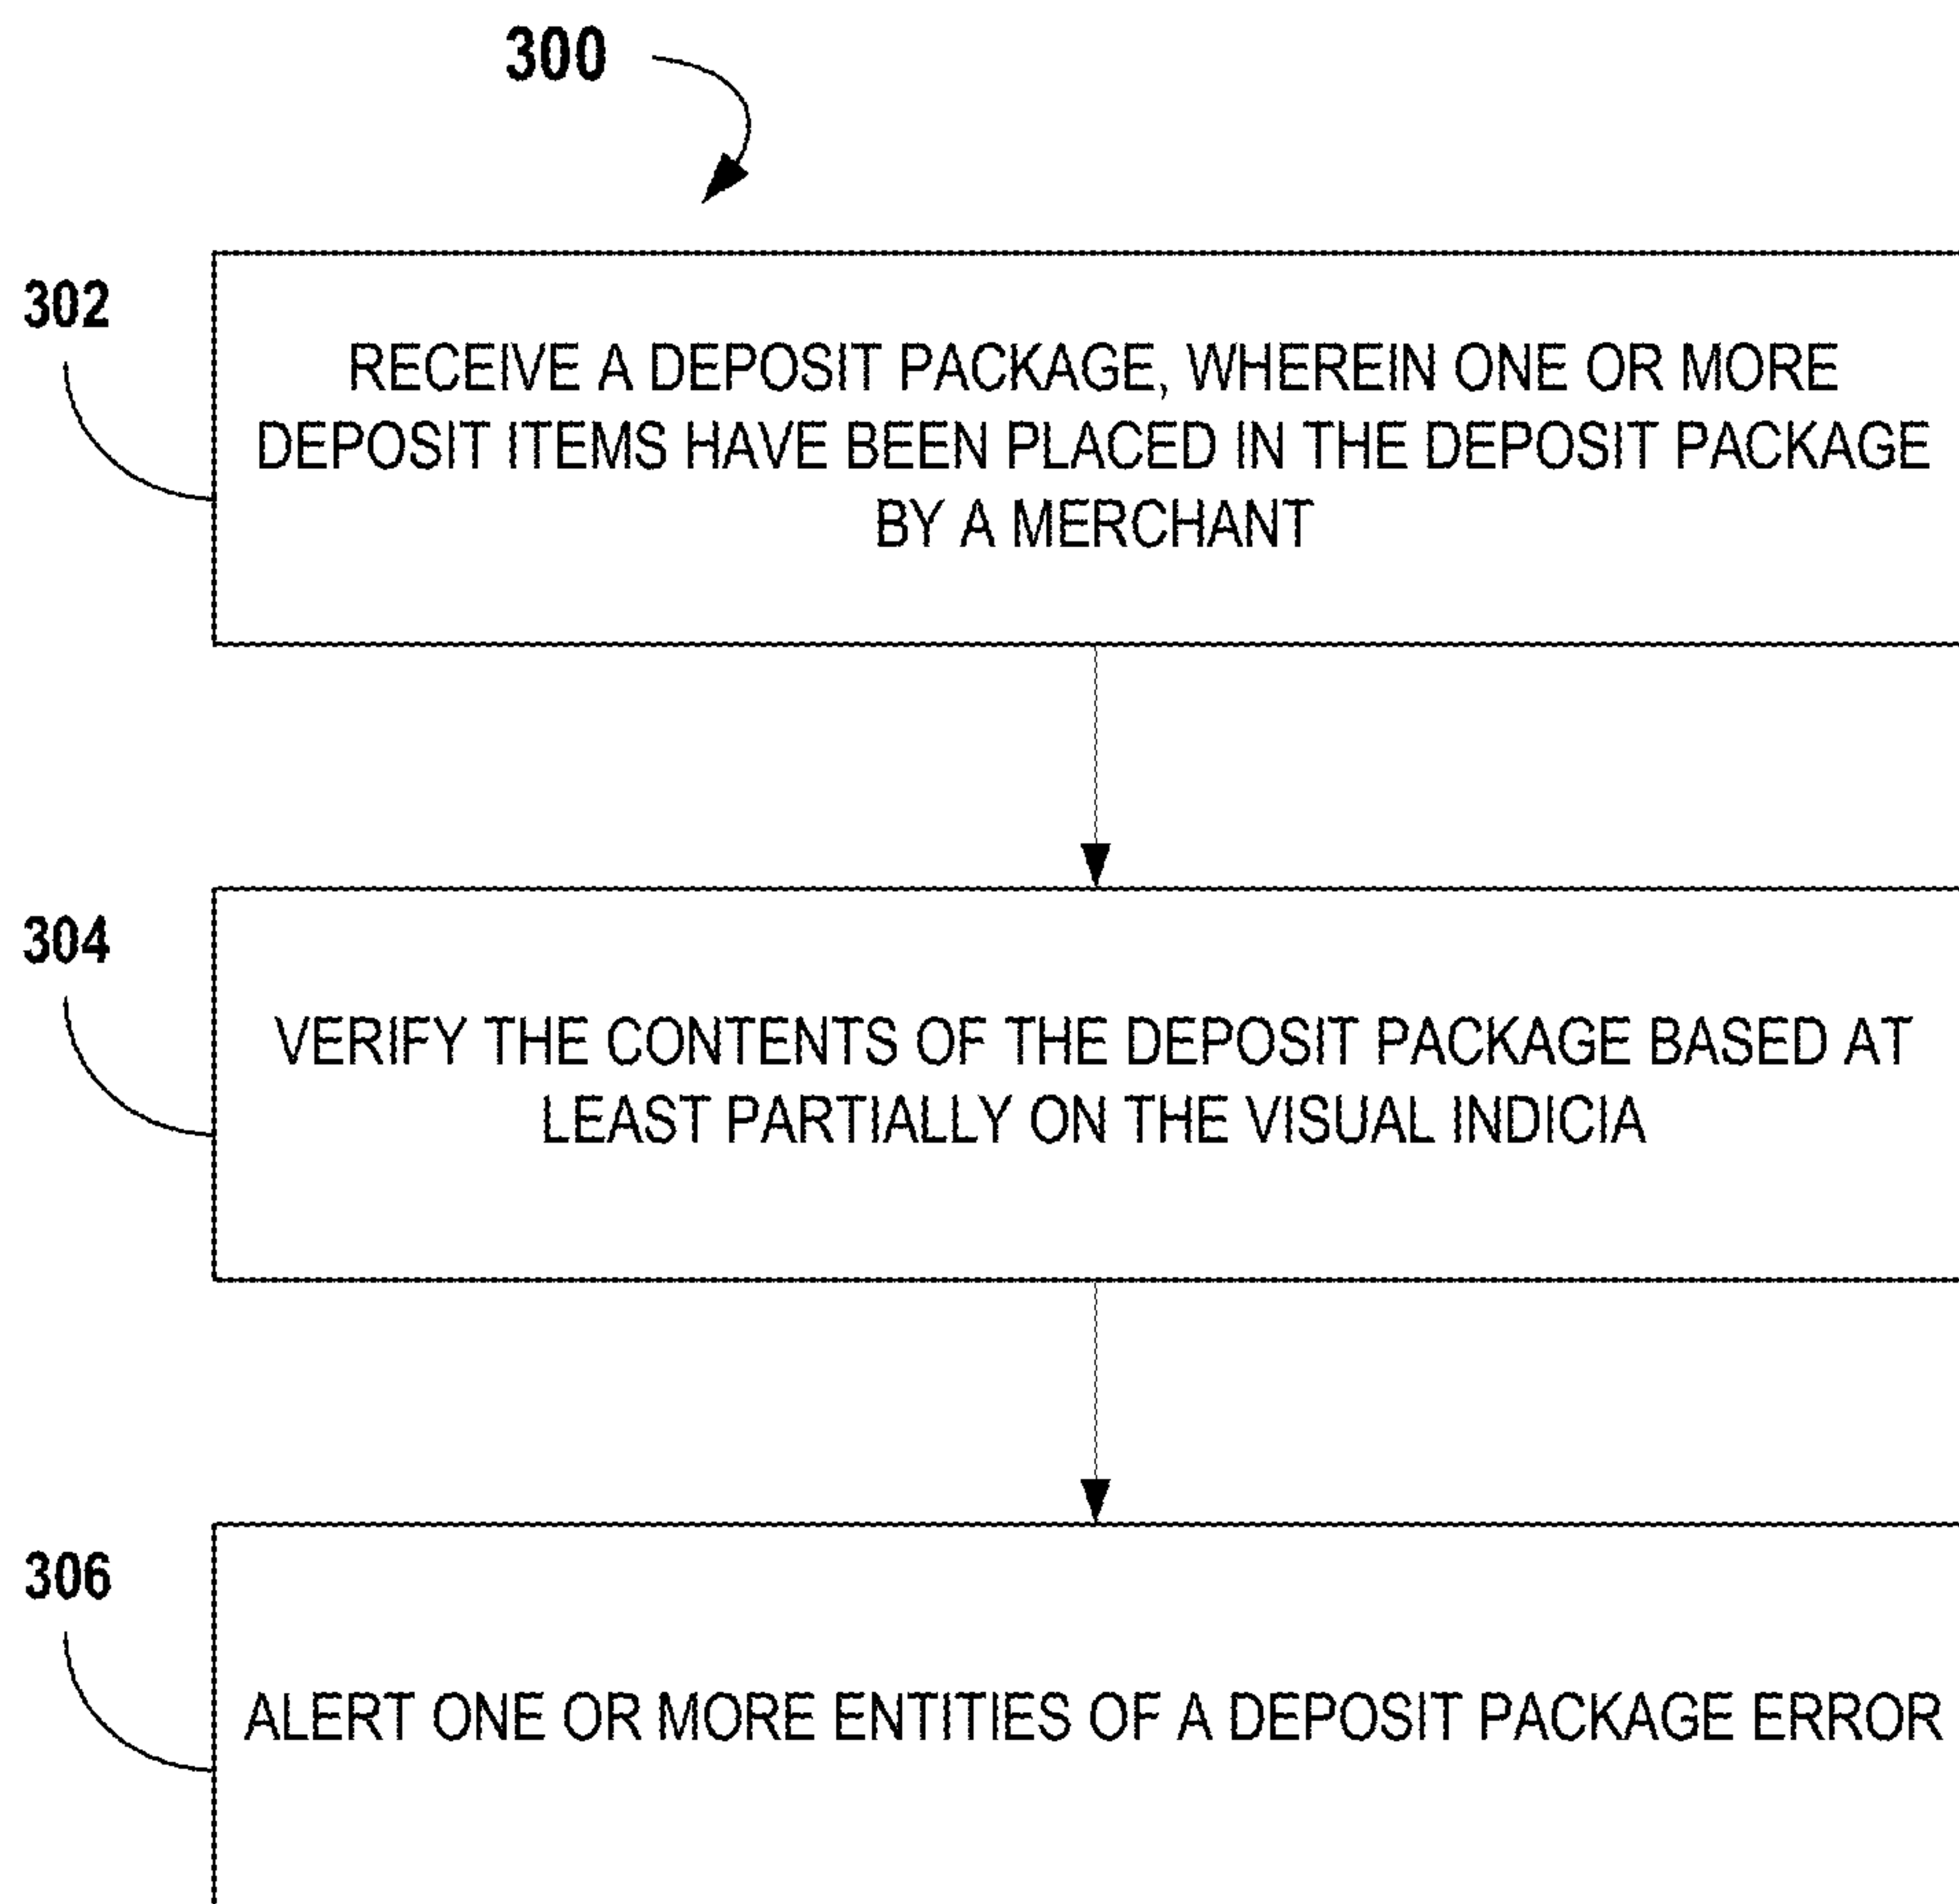 300
302
RECEIVE A DEPOSIT PACKAGE, WHEREIN ONE OR MORE
DEPOSIT ITEMS HAVE BEEN PLACED IN THE DEPOSIT PACKAGE
BY A MERCHANT
304
VERIFY THE CONTENTS OF THE DEPOSIT PACKAGE BASED AT
LEAST PARTIALLY ON THE VISUAL INDICIA
306
ALERT ONE OR MORE ENTITIES OF A DEPOSIT PACKAGE ERROR